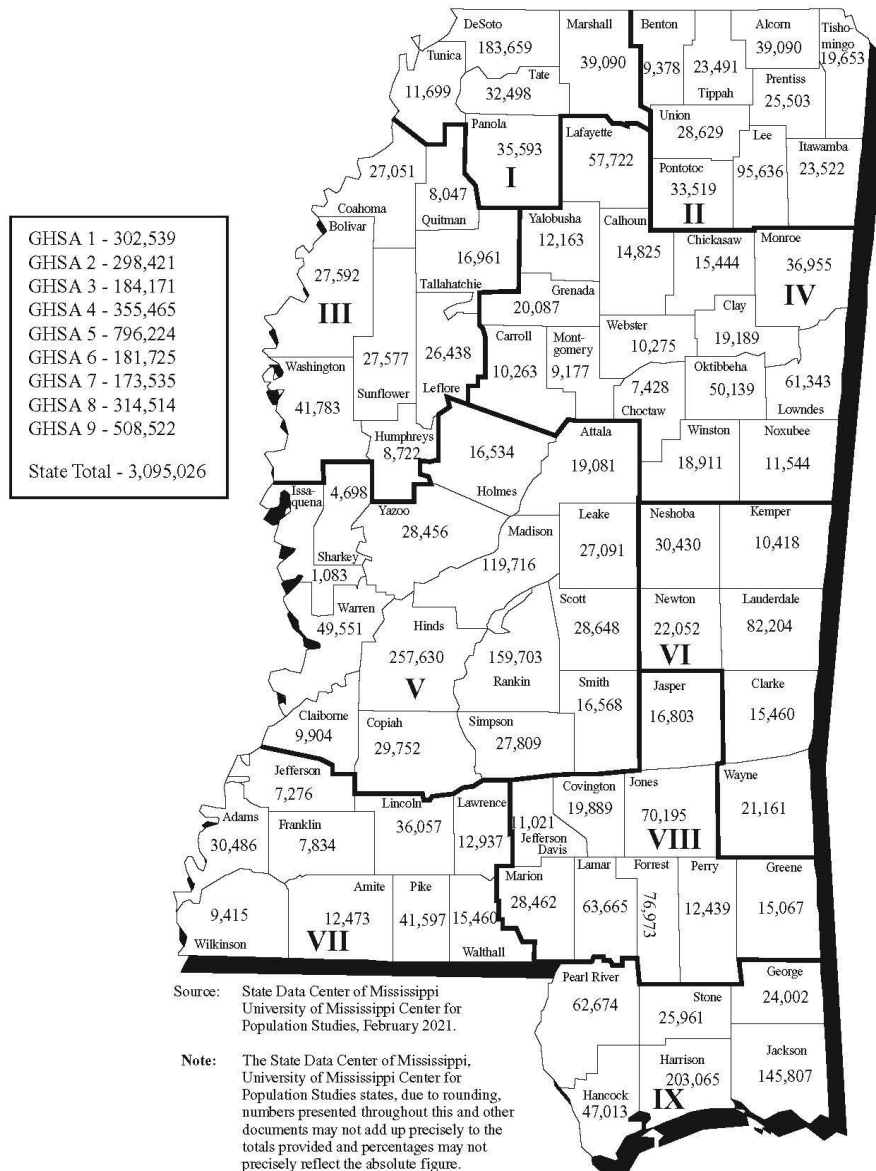 DeSoto
183,659
Marshall
39,090
Benton
9,378
23,491
Tippah
Alcorn
39,090
Tisho-
mingo
19,653
Tunica
11,699
Tate
32,498
Prentiss
25,503
Panola
35,593
I
Lafayette
57,722
Union
28,629
Lee
95,636
Itawamba
23,522
Pontotoc
33,519
II
27,051
Coahoma
8,047
Quitman
Bolivar
27,592
III
16,961
Tallahatchie
Yalobusha
12,163
Calhoun
14,825
Chickasaw
15,444
Monroe
36,955
IV
GHSA 1 - 302,539
GHSA 2 - 298,421
GHSA 3 - 184,171
GHSA 4 - 355,465
GHSA 5 - 796,224
GHSA 6 - 181,725
GHSA 7 - 173,535
GHSA 8 - 314,514
GHSA 9 - 508,522
State Total - 3,095,026
20,087
Grenada
Clay
19,189
Webster
10,275
Washington
41,783
27,577
Sunflower
26,438
Leflore
Carroll
10,263
Mont-
gomery
9,177
7,428
Choctaw
Oktibbeha
50,139
61,343
Lowndes
Humphreys
8,722
16,534
Holmes
Attala
19,081
Winston
18,911
Noxubee
11,544
Issa-
quena
4,698
Sharkey
1,083
Yazoo
28,456
Madison
119,716
Leake
27,091
Neshoba
30,430
Kemper
10,418
Warren
49,551
Hinds
257,630
V
159,703
Rankin
Scott
28,648
Newton
22,052
VI
Lauderdale
82,204
Smith
16,568
Jasper
16,803
Clarke
15,460
Claiborne
9,904
Copiah
29,752
Simpson
27,809
Jefferson
7,276
Lincoln
36,057
Lawrence
12,937
11,021
Jefferson
Davis
Covington
19,889
Jones
70,195
VIII
Wayne
21,161
Adams
30,486
Franklin
7,834
Marion
28,462
Lamar
63,665
Forrest
76,973
Perry
12,439
Greene
15,067
9,415
Wilkinson
Amite
12,473
VII
Pike
41,597
15,460
Walthall
Pearl River
62,674
Stone
25,961
George
24,002
Hancock
47,013
Harrison
203,065
IX
Jackson
145,807
Source: State Data Center of Mississippi
University of Mississippi Center for
Population Studies, February 2021.
Note: The State Data Center of Mississippi,
University of Mississippi Center for
Population Studies states, due to rounding,
numbers presented throughout this and other
documents may not add up precisely to the
totals provided and percentages may not
precisely reflect the absolute figure.